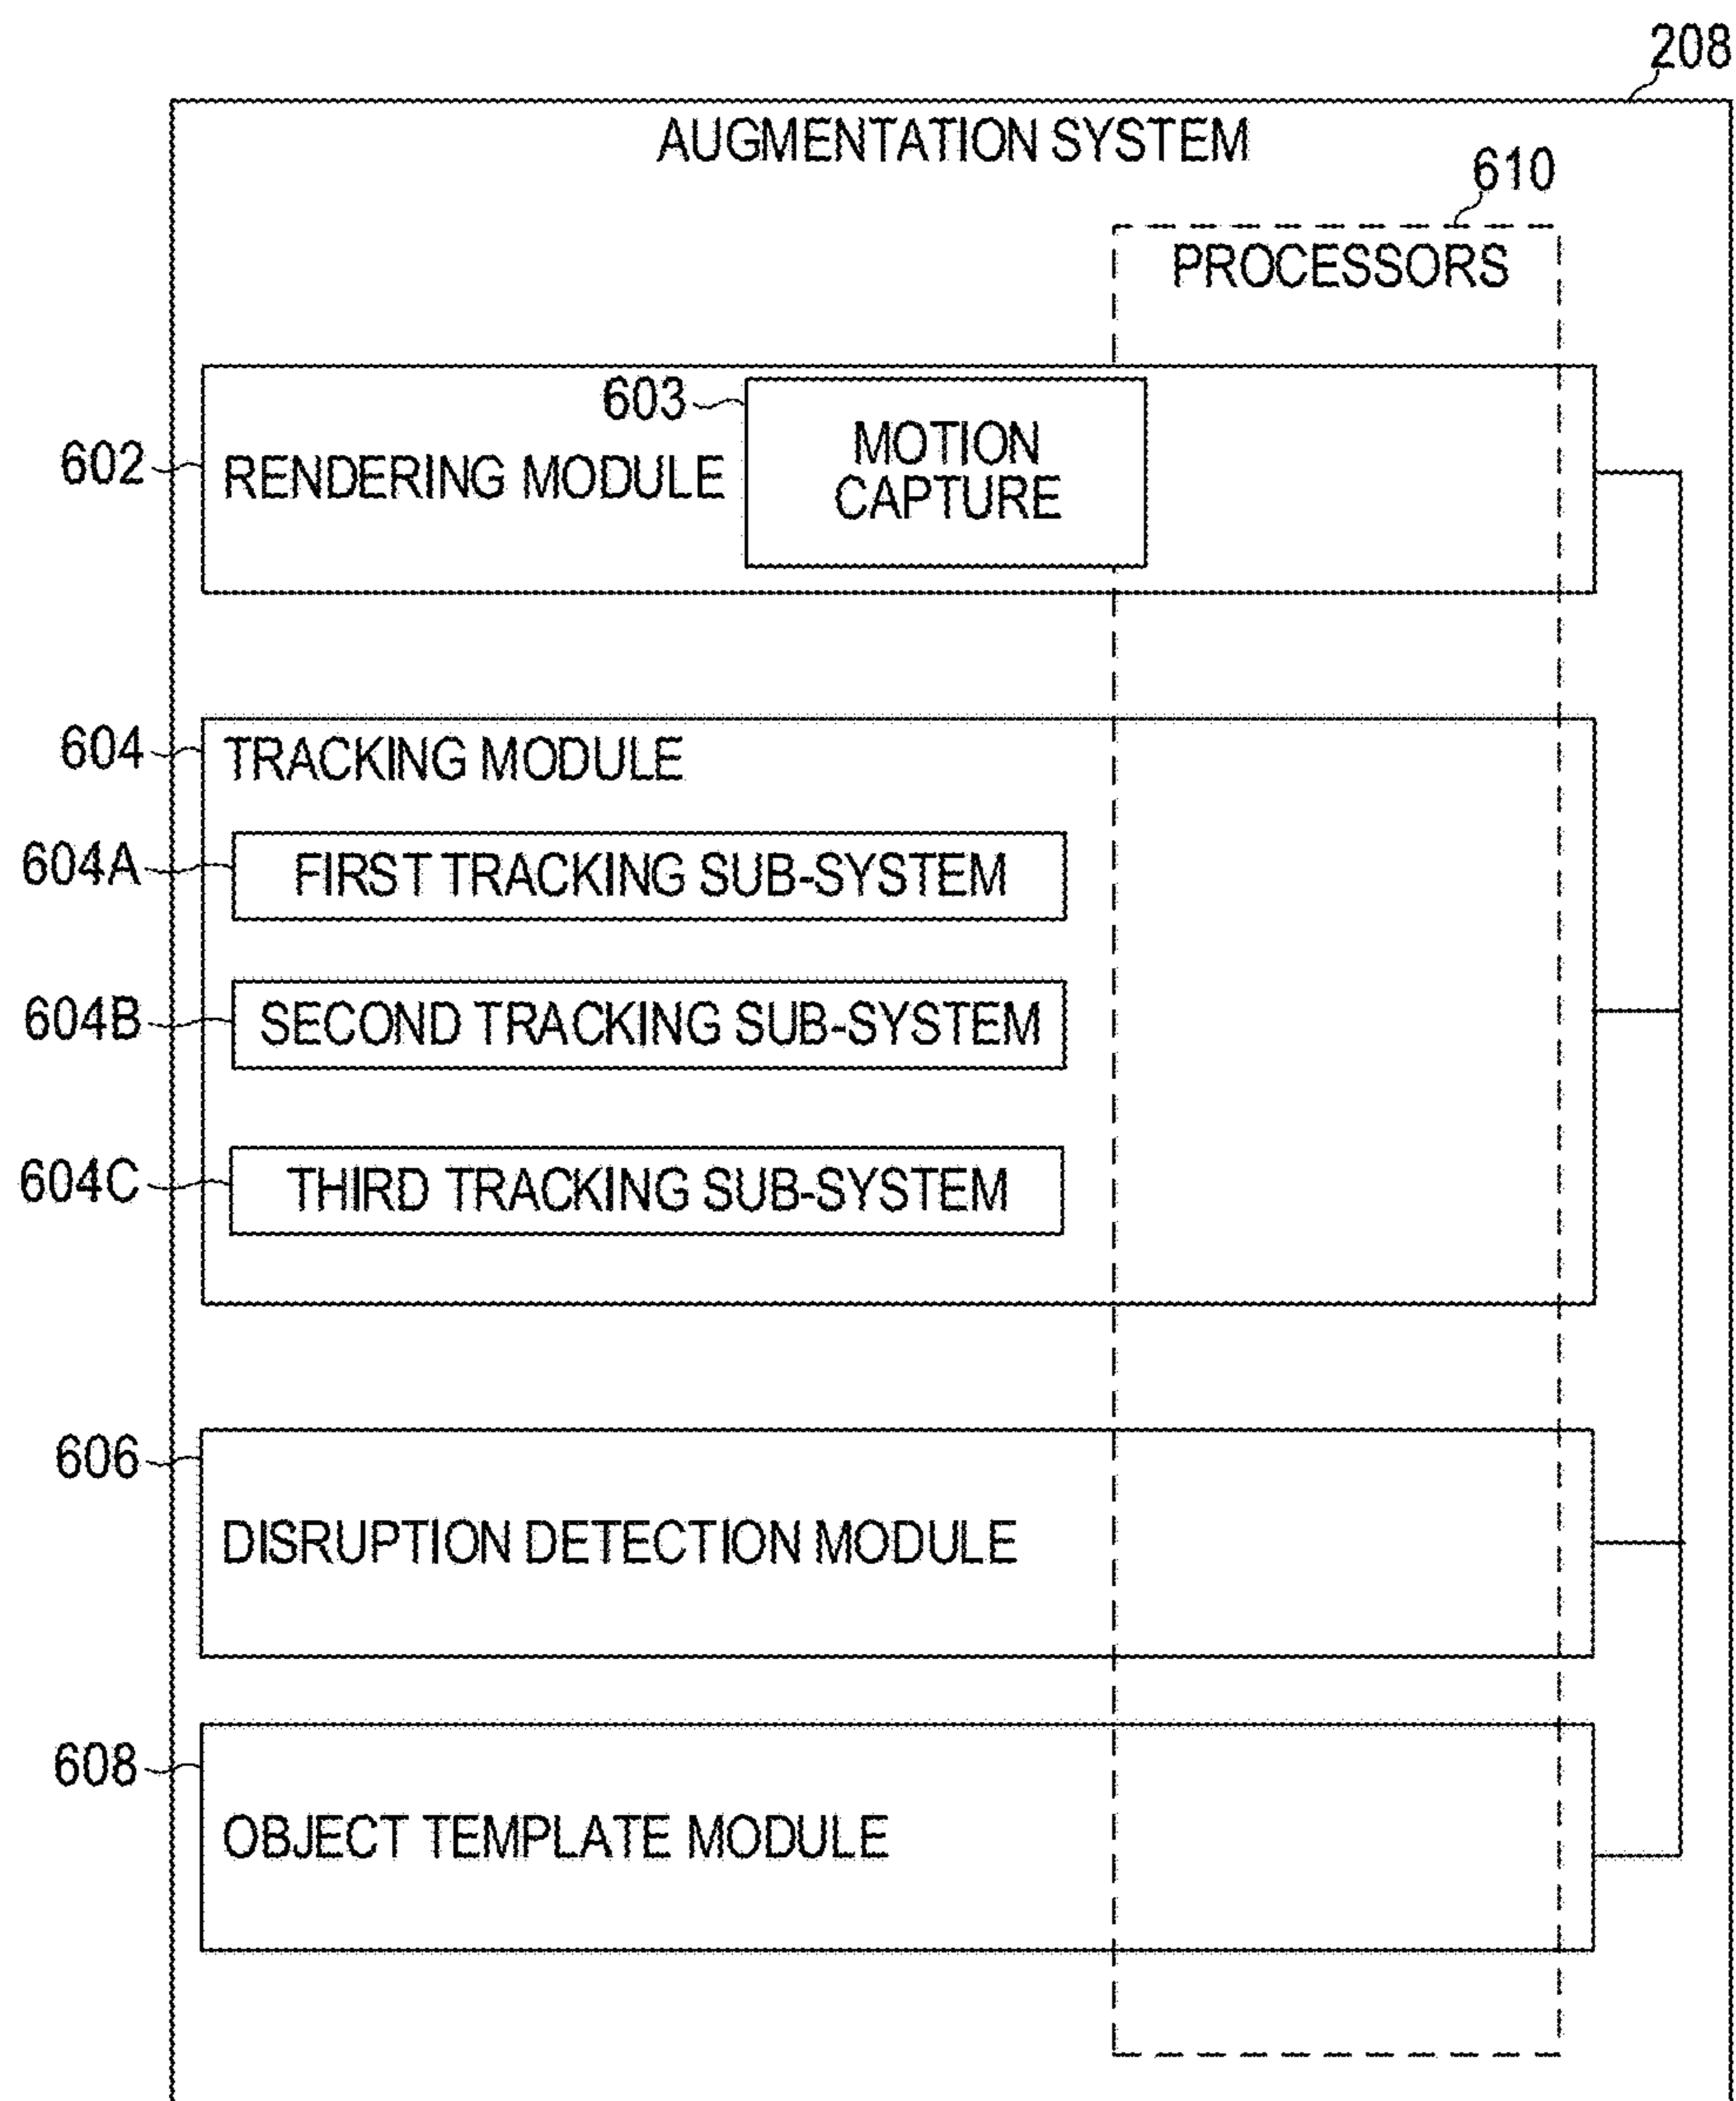 208
AUGMENTATION SYSTEM
610
PROCESSORS
603
MOTION
CAPTURE
602
RENDERING MODULE
604
TRACKING MODULE
604A
FIRST TRACKING SUB-SYSTEM
604B
SECOND TRACKING SUB-SYSTEM
604C
THIRD TRACKING SUB-SYSTEM
606
DISRUPTION DETECTION MODULE
608
OBJECT TEMPLATE MODULE